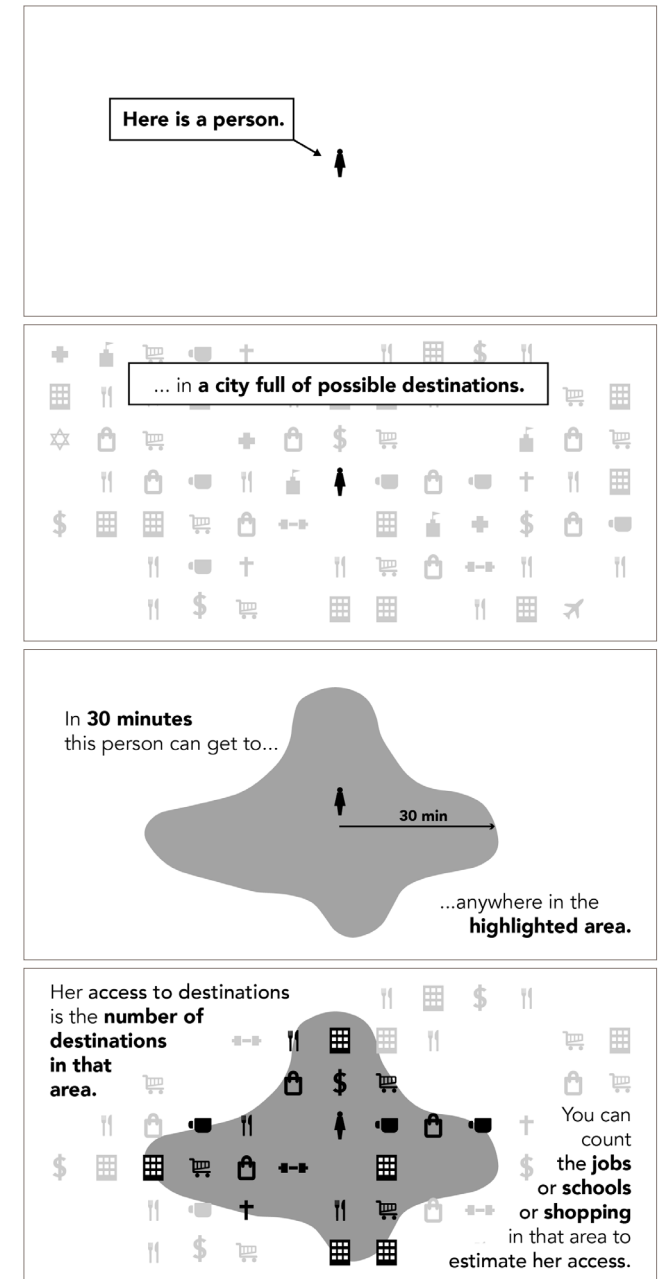 Here is a person.
... in a city full of possible destinations.
In 30 minutes
this person can get to...
30 min
...anywhere in the
highlighted area.
Her access to destinations
is the number of
destinations
in that
area.
You can
count
the jobs
or schools
or shopping
in that area to
estimate her access.